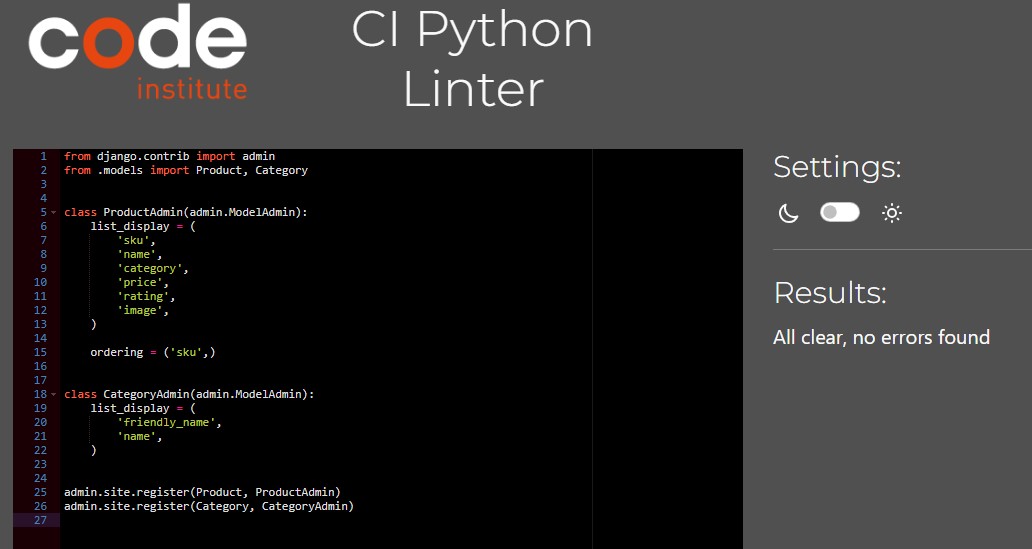 code
institute
CI Python
Linter
1 from django.contrib import admin
2 from .models import Product, Category
3
4
5 class ProductAdmin(admin.ModelAdmin):
6     list_display = (
7         'sku',
8         'name',
9         'category',
10         'price',
11         'rating',
12         'image',
13     )
14
15     ordering = ('sku',)
16
17
18 class CategoryAdmin(admin.ModelAdmin):
19     list_display = (
20         'friendly_name',
21         'name',
22     )
23
24
25 admin.site.register(Product, ProductAdmin)
26 admin.site.register(Category, CategoryAdmin)
27
Settings:
Results:
All clear, no errors found